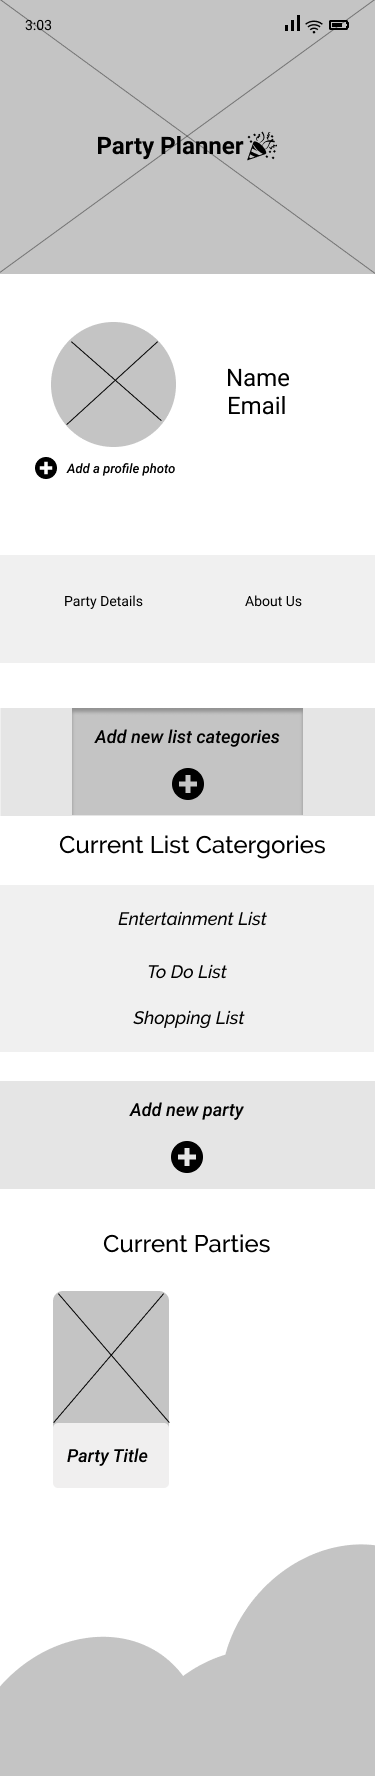 3:03
Party Planner
Name
Email
Add a profile photo
Party Details
About Us
Add new list categories
Current List Catergories
Entertainment List
To Do List
Shopping List
Add new party
Current Parties
Party Title